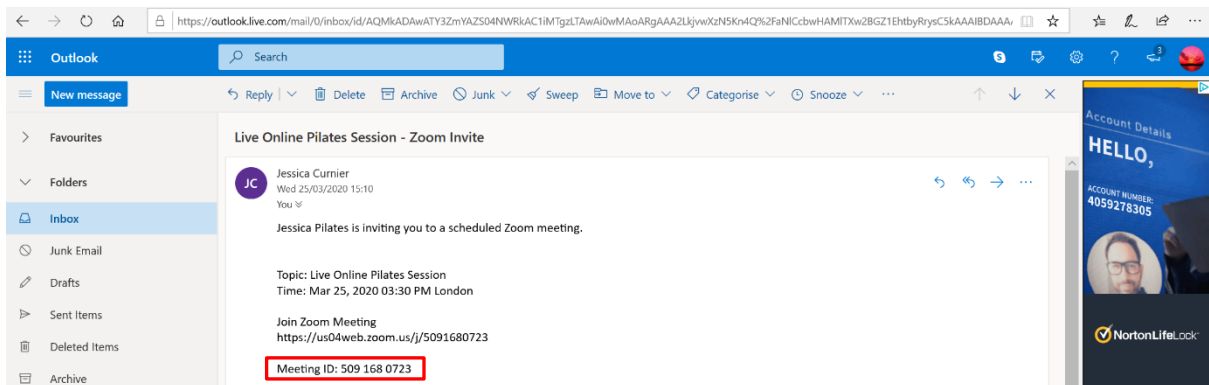 https://outlook.live.com/mail/0/inbox/id/AQMkADAwATY3ZmYAZS04NWRkAC1iMTgzLTAwAi0wMAoARgAAA2LkjvwXzN5Kn4Q%2FaNlCcbwHAMlTXw2BGZ1EhtbyRrysC5kAAAIBDAAA/
Outlook
Search
3
New message
Reply
Delete
Archive
Junk
Sweep
Move to
Categorise
Snooze
Favourites
Folders
Inbox
Junk Email
Drafts
Sent Items
Deleted Items
Archive
Live Online Pilates Session - Zoom Invite
JC
Jessica Curnier
Wed 25/03/2020 15:10
You
Jessica Pilates is inviting you to a scheduled Zoom meeting.
Topic: Live Online Pilates Session
Time: Mar 25, 2020 03:30 PM London
Join Zoom Meeting
https://us04web.zoom.us/j/5091680723
Meeting ID: 509 168 0723
Account Details
HELLO,
ACCOUNT NUMBER:
4059278305
NortonLifeLock